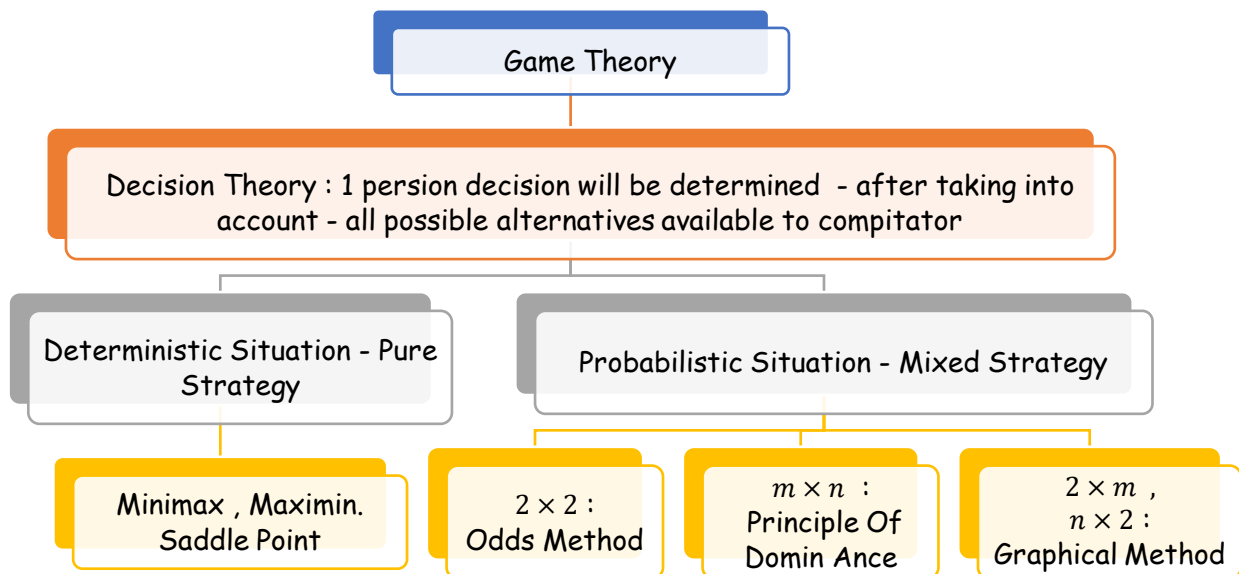 Game Theory
Decision Theory : 1 persion decision will be determined - after taking into
account - all possible alternatives available to compitator
Deterministic Situation - Pure
Strategy
Probabilistic Situation - Mixed Strategy
Minimax , Maximin.
Saddle Point
2 × 2 :
Odds Method
m × n :
Principle Of
Domin Ance
2 × m ,
n × 2 :
Graphical Method